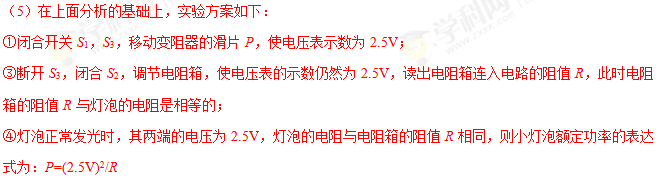 （5）在上面分析的基础上，实验方案如下：
①闭合开关 S1，S3，移动变阻器的滑片 P，使电压表示数为 2.5V；
③断开 S3，闭合 S2，调节电阻箱，使电压表的示数仍然为 2.5V，读出电阻箱连入电路的阻值 R，此时电阻
箱的阻值 R 与灯泡的电阻是相等的；
④灯泡正常发光时，其两端的电压为 2.5V，灯泡的电阻与电阻箱的阻值 R 相同，则小灯泡额定功率的表达
式为：P=(2.5V)²/R